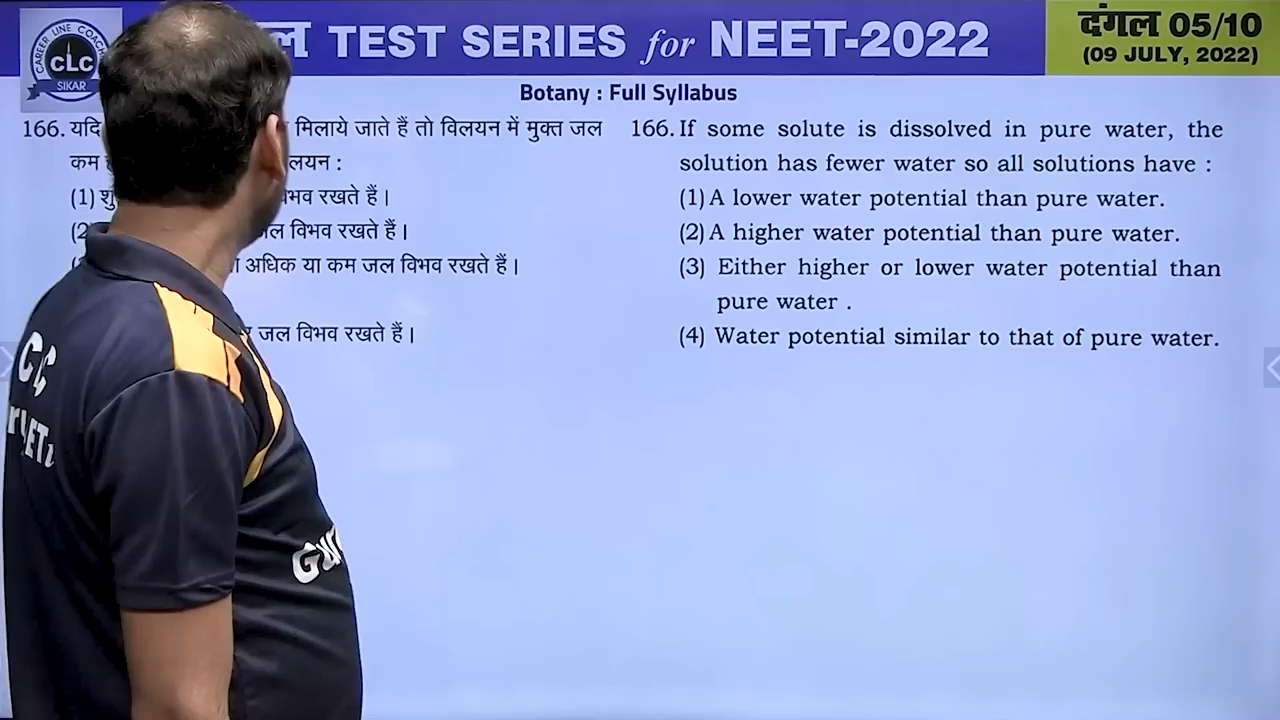 CAREER LINE COACHING
CLC
SIKAR
TEST SERIES for NEET-2022
दंगल 05/10
(09 JULY, 2022)
Botany : Full Syllabus
166. यदि मिलाये जाते हैं तो विलयन में मुक्त जल
कम
(1) रखते हैं।
(2) विभव रखते हैं।
अधिक या कम जल विभव रखते हैं।
जल विभव रखते हैं।
166. If some solute is dissolved in pure water, the
solution has fewer water so all solutions have :
(1) A lower water potential than pure water.
(2) A higher water potential than pure water.
(3) Either higher or lower water potential than
pure water .
(4) Water potential similar to that of pure water.